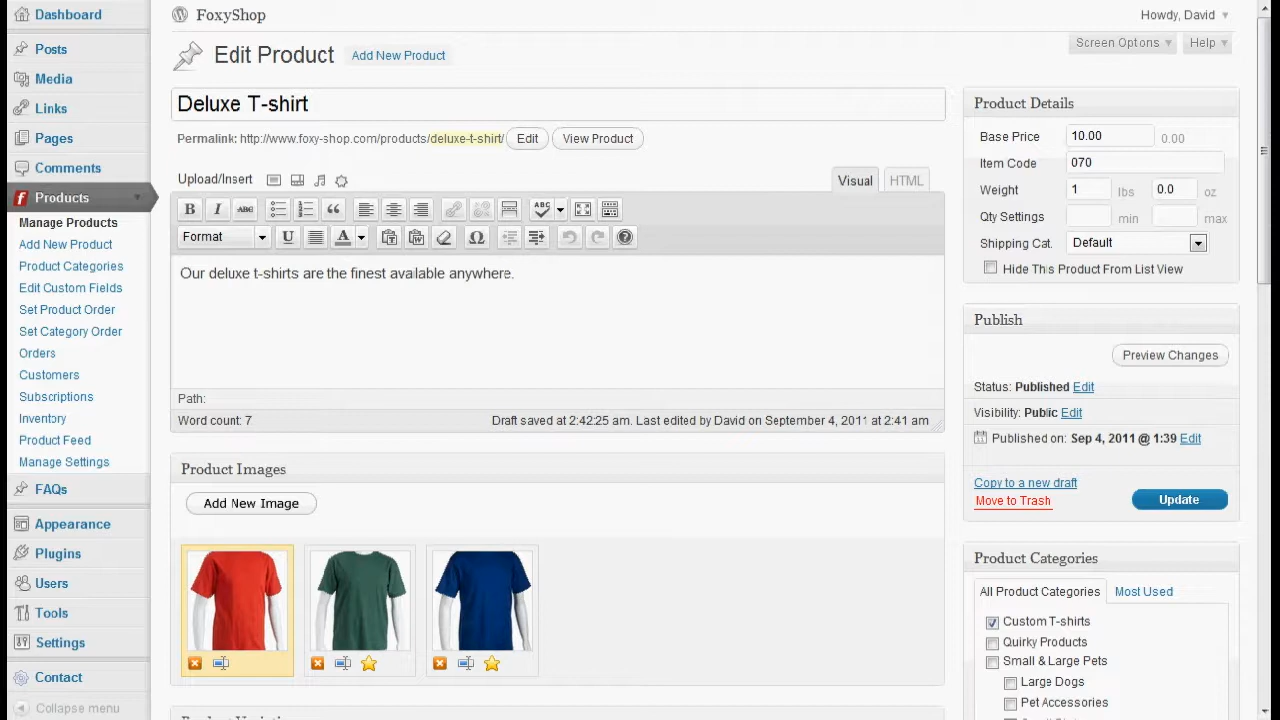 Dashboard
Posts
Media
Links
Pages
Comments
Products
Manage Products
Add New Product
Product Categories
Edit Custom Fields
Set Product Order
Set Category Order
Orders
Customers
Subscriptions
Inventory
Product Feed
Manage Settings
FAQs
Appearance
Plugins
Users
Tools
Settings
Contact
Collapse menu
FoxyShop
Howdy, David
Screen Options
Help
Edit Product
Add New Product
Deluxe T-shirt
Permalink: http://www.foxy-shop.com/products/deluxe-t-shirt/ Edit View Product
Upload/Insert
Visual HTML
B I ABC ABC
Format U A
Our deluxe t-shirts are the finest available anywhere.
Path:
Word count: 7 Draft saved at 2:42:25 am. Last edited by David on September 4, 2011 at 2:41 am
Product Images
Add New Image
Product Details
Base Price 10.00 0.00
Item Code 070
Weight 1 lbs 0.0 oz
Qty Settings min max
Shipping Cat. Default
Hide This Product From List View
Publish
Preview Changes
Status: Published Edit
Visibility: Public Edit
Published on: Sep 4, 2011 @ 1:39 Edit
Copy to a new draft
Move to Trash
Update
Product Categories
All Product Categories Most Used
Custom T-shirts
Quirky Products
Small & Large Pets
Large Dogs
Pet Accessories